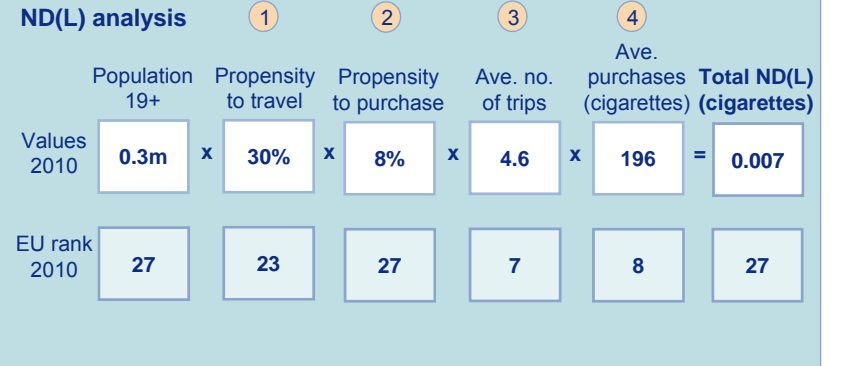 ND(L) analysis
1
2
3
4
Population
19+
Propensity
to travel
Propensity
to purchase
Ave. no.
of trips
Ave.
purchases
(cigarettes)
Total ND(L)
(cigarettes)
Values
2010
0.3m x 30% x 8% x 4.6 x 196 = 0.007
EU rank
2010
27 23 27 7 8 27